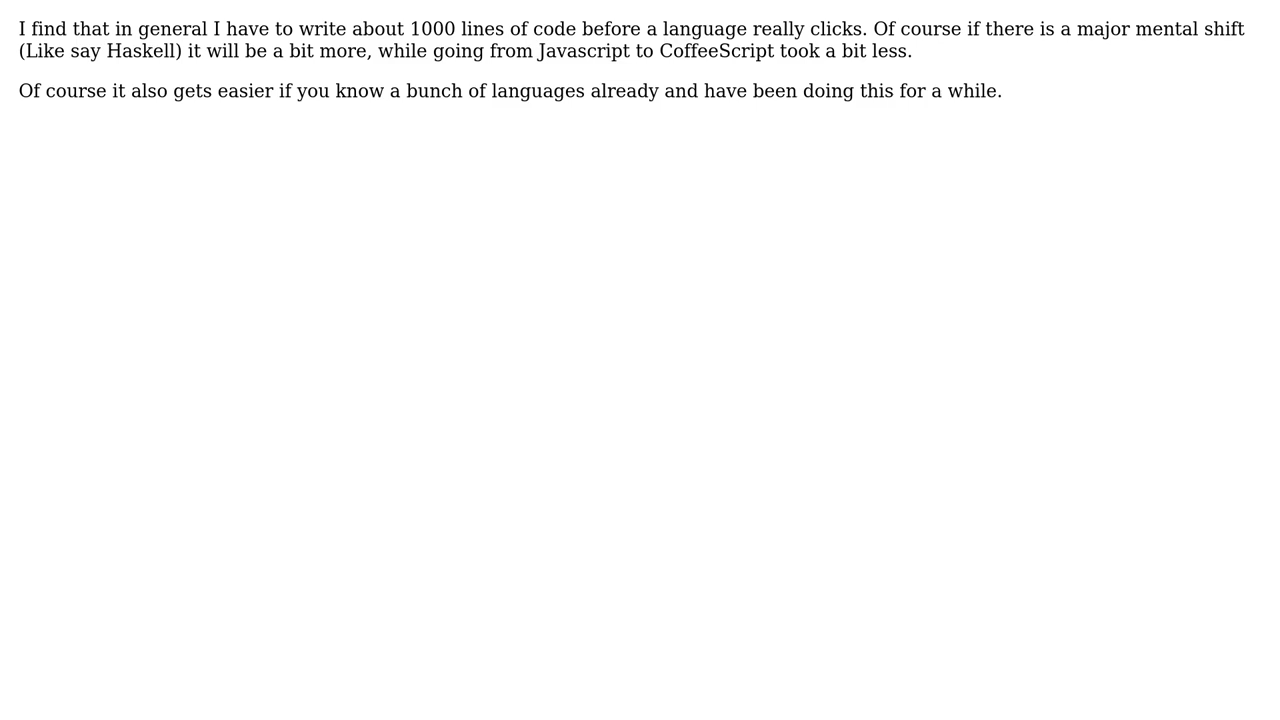 I find that in general I have to write about 1000 lines of code before a language really clicks. Of course if there is a major mental shift
(Like say Haskell) it will be a bit more, while going from Javascript to CoffeeScript took a bit less.
Of course it also gets easier if you know a bunch of languages already and have been doing this for a while.